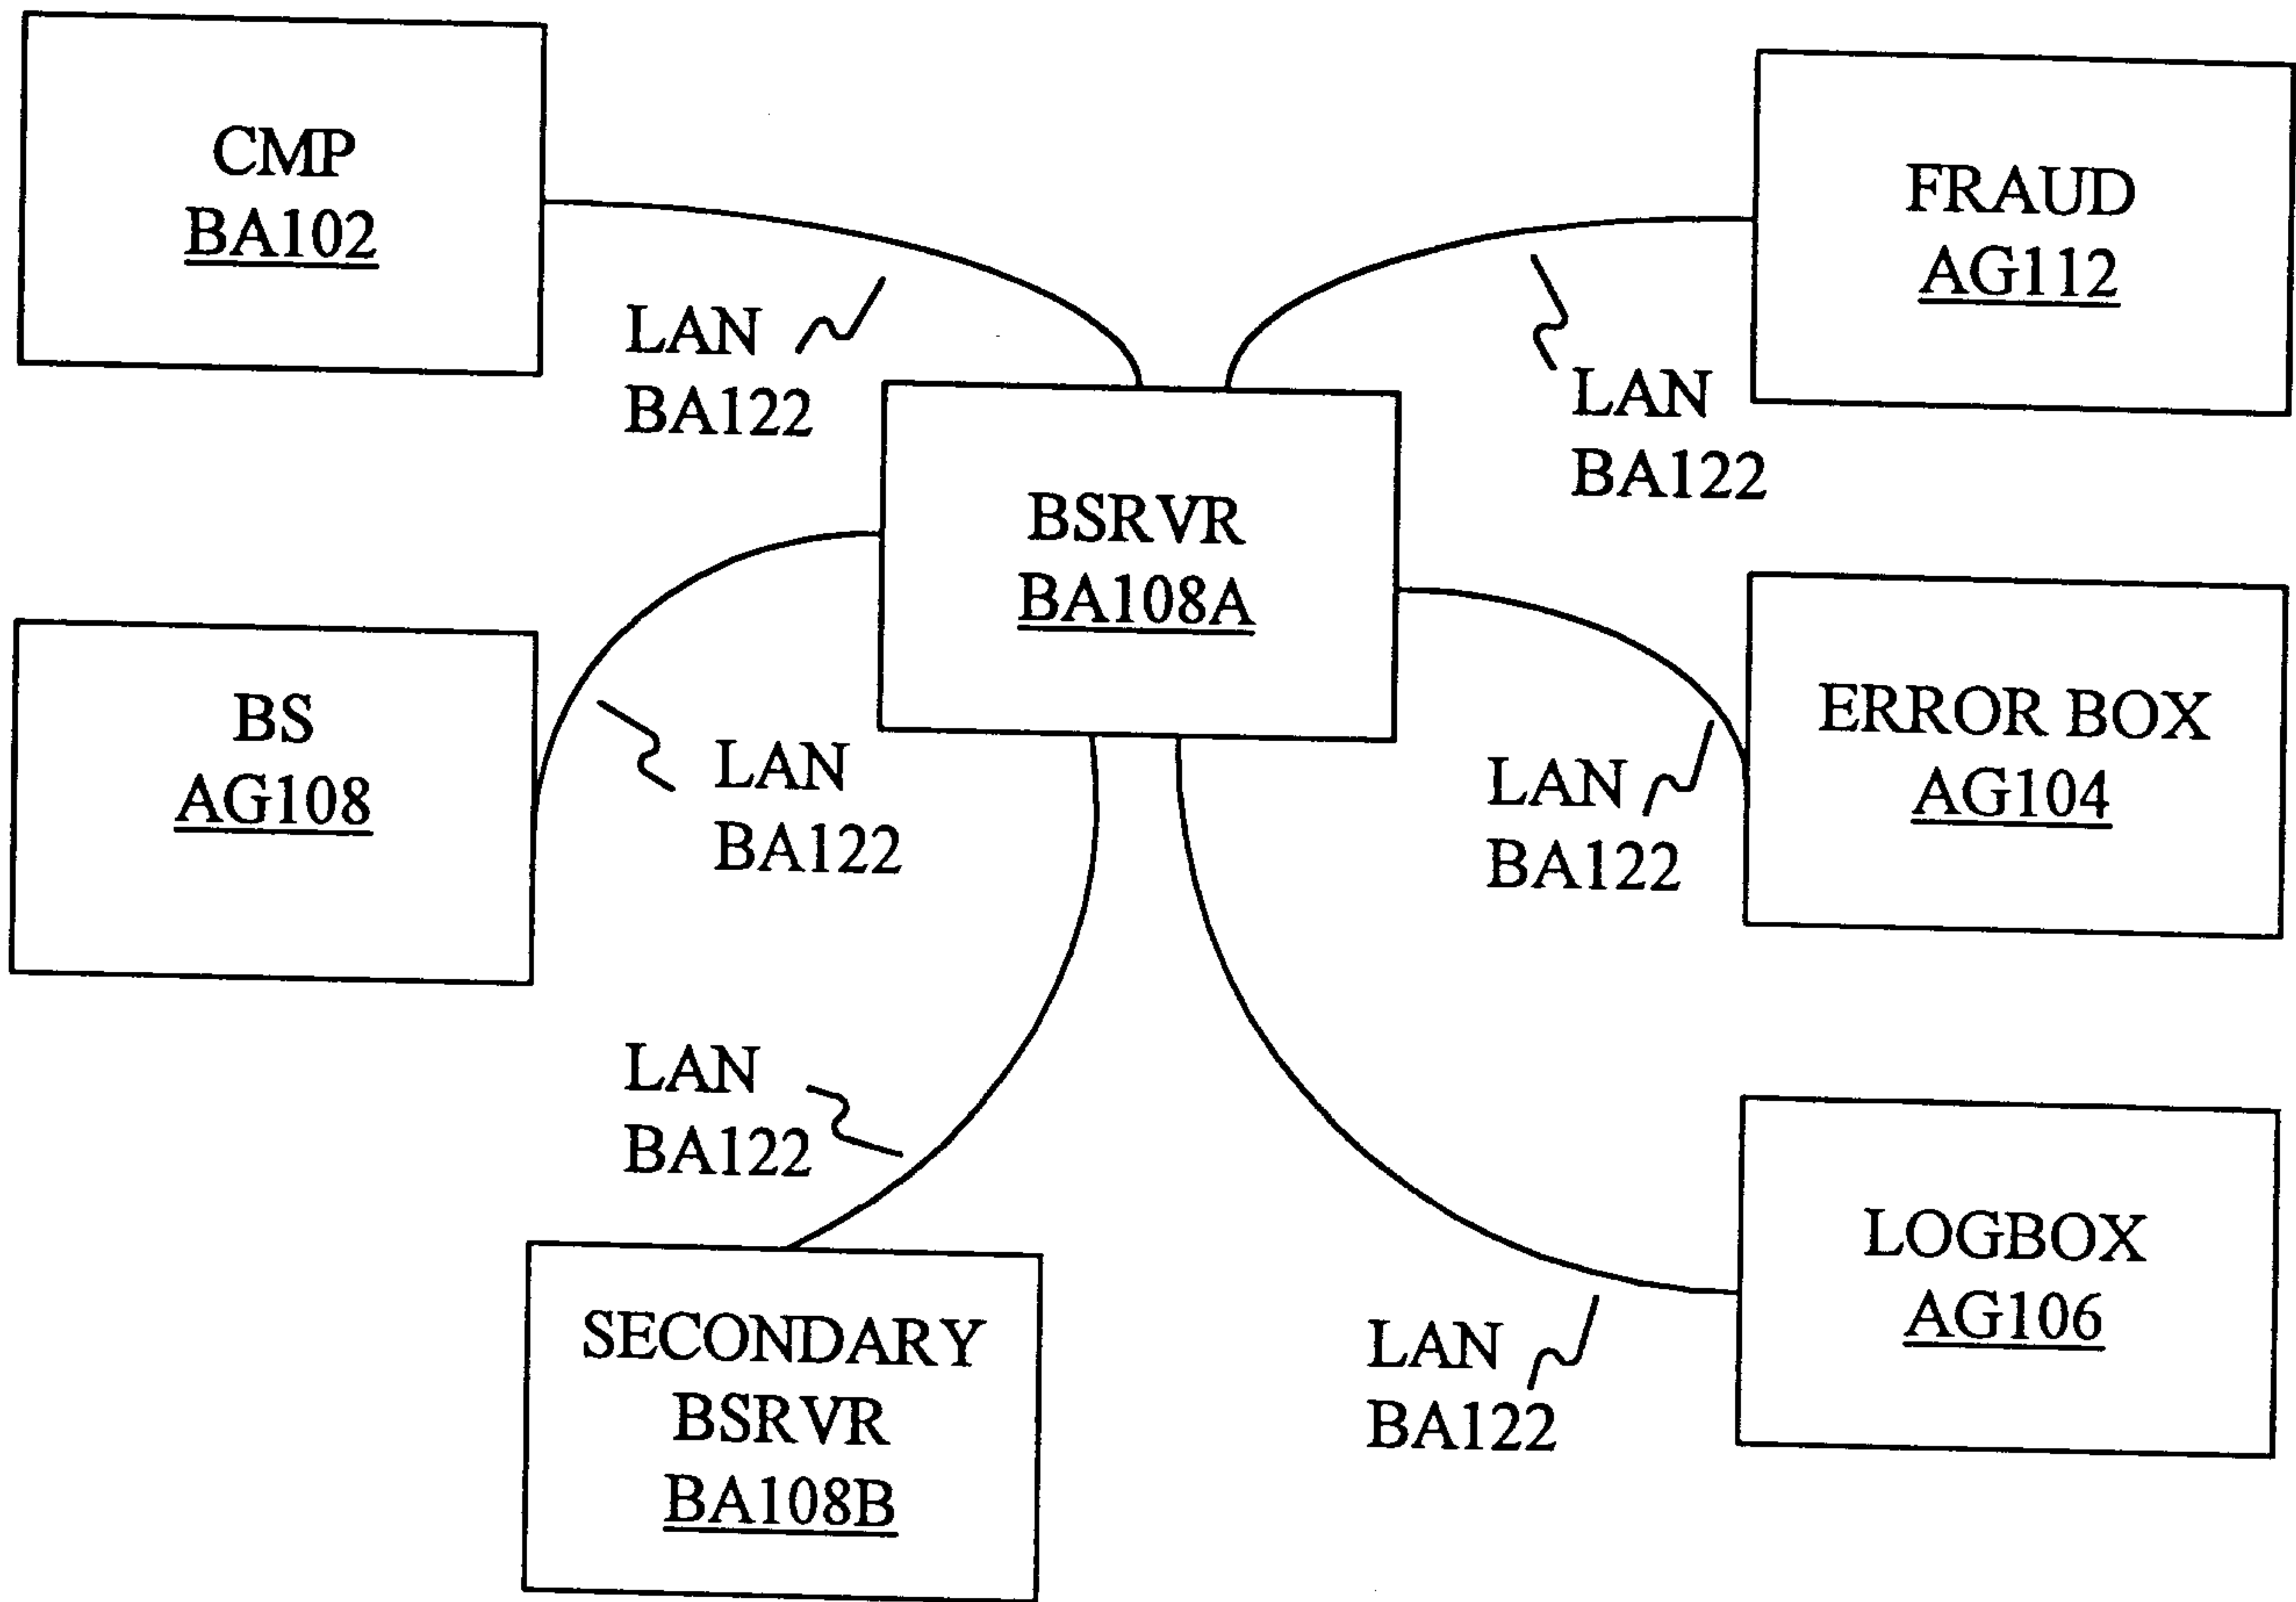 CMP
BA102
FRAUD
AG112
LAN
BA122
LAN
BA122
BSRVR
BA108A
BS
AG108
LAN
BA122
ERROR BOX
AG104
LAN
BA122
LAN
BA122
SECONDARY
BSRVR
BA108B
LOGBOX
AG106
LAN
BA122